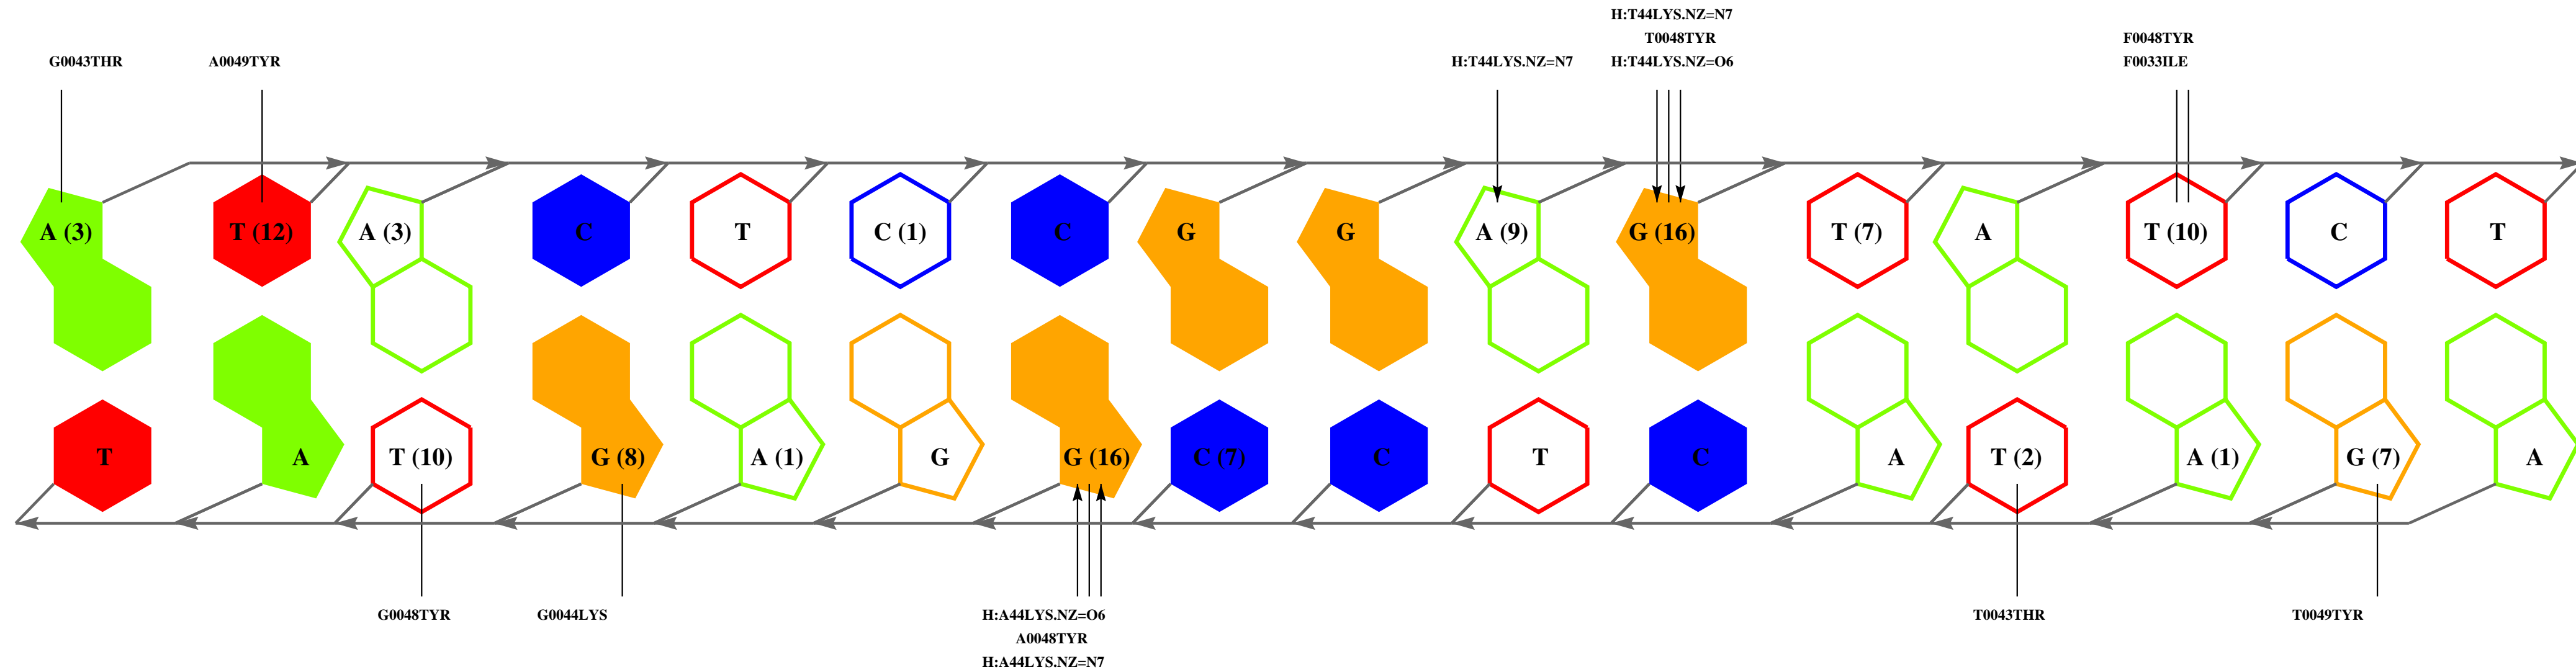 H:T44LYS.NZ=N7
T0048TYR
G0043THR A0049TYR H:T44LYS.NZ=N7 H:T44LYS.NZ=O6 F0048TYR
F0033ILE
A (3) T (12) A (3) C T C (1) C G G A (9) G (16) T (7) A T (10) C T
T A T (10) G (8) A (1) G G (16) C (7) C T C A T (2) A (1) G (7) A
G0048TYR G0044LYS H:A44LYS.NZ=O6 T0043THR T0049TYR
A0048TYR
H:A44LYS.NZ=N7